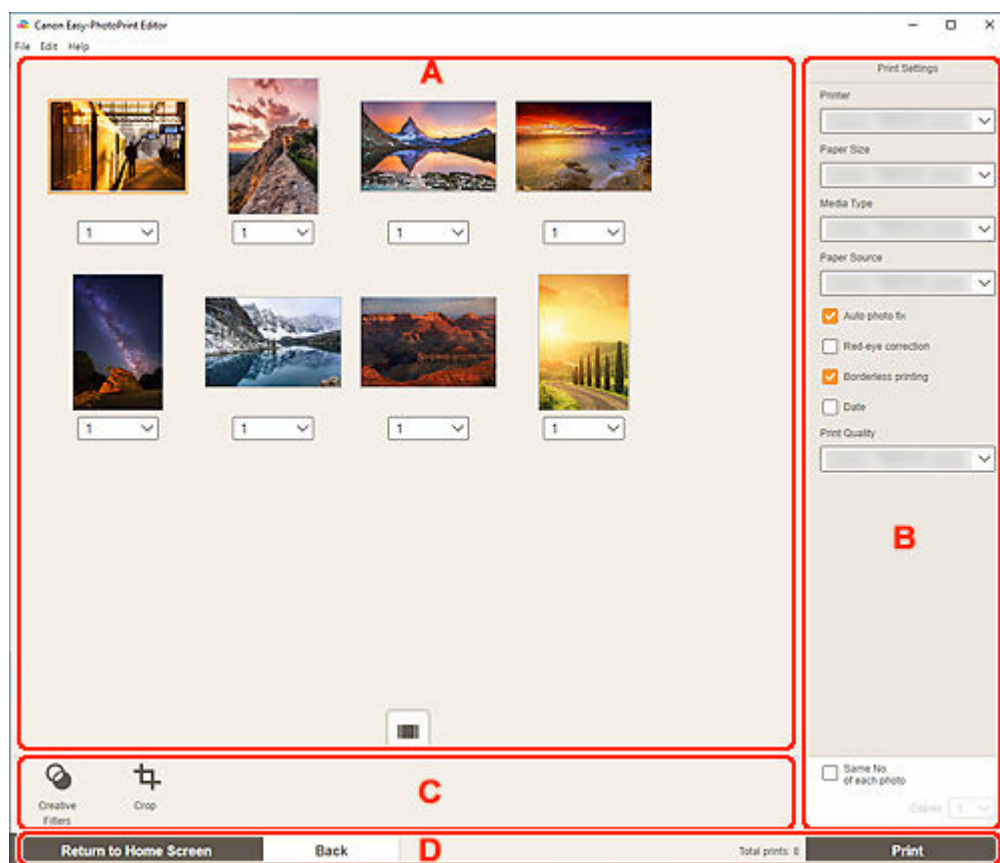 Canon Easy-PhotoPrint Editor
File Edit Help
A
Print Settings
Printer
Paper Size
1 1 1 1
Media Type
Paper Source
Auto photo fix
Red-eye correction
Borderless printing
Date
1 1 1 1
Print Quality
B
Same No.
of each photo
Copies 1
C
Creative
Filters
Crop
Return to Home Screen Back D Total prints: 8 Print